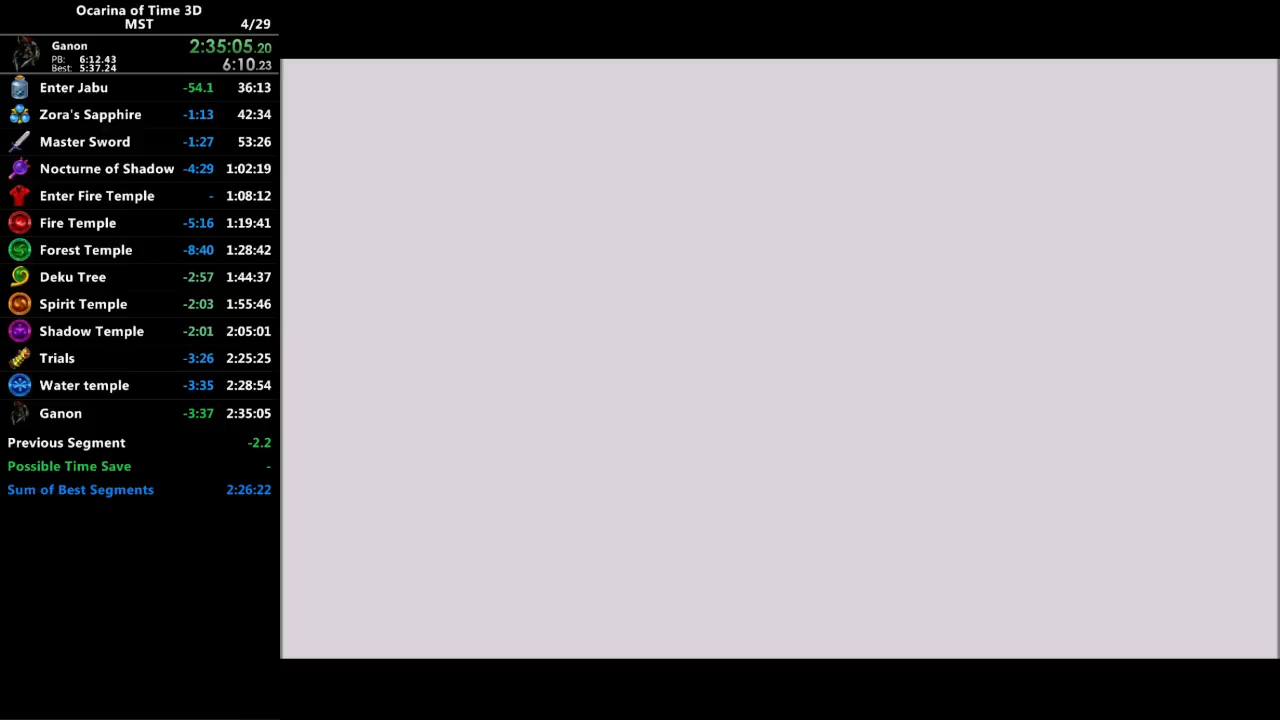 Ocarina of Time 3D
MST 4/29
Ganon 2:35:05.20
PB: 6:12.43 6:10.23
Best: 5:37.24
Enter Jabu -54.1 36:13
Zora's Sapphire -1:13 42:34
Master Sword -1:27 53:26
Nocturne of Shadow -4:29 1:02:19
Enter Fire Temple - 1:08:12
Fire Temple -5:16 1:19:41
Forest Temple -8:40 1:28:42
Deku Tree -2:57 1:44:37
Spirit Temple -2:03 1:55:46
Shadow Temple -2:01 2:05:01
Trials -3:26 2:25:25
Water temple -3:35 2:28:54
Ganon -3:37 2:35:05
Previous Segment -2.2
Possible Time Save -
Sum of Best Segments 2:26:22